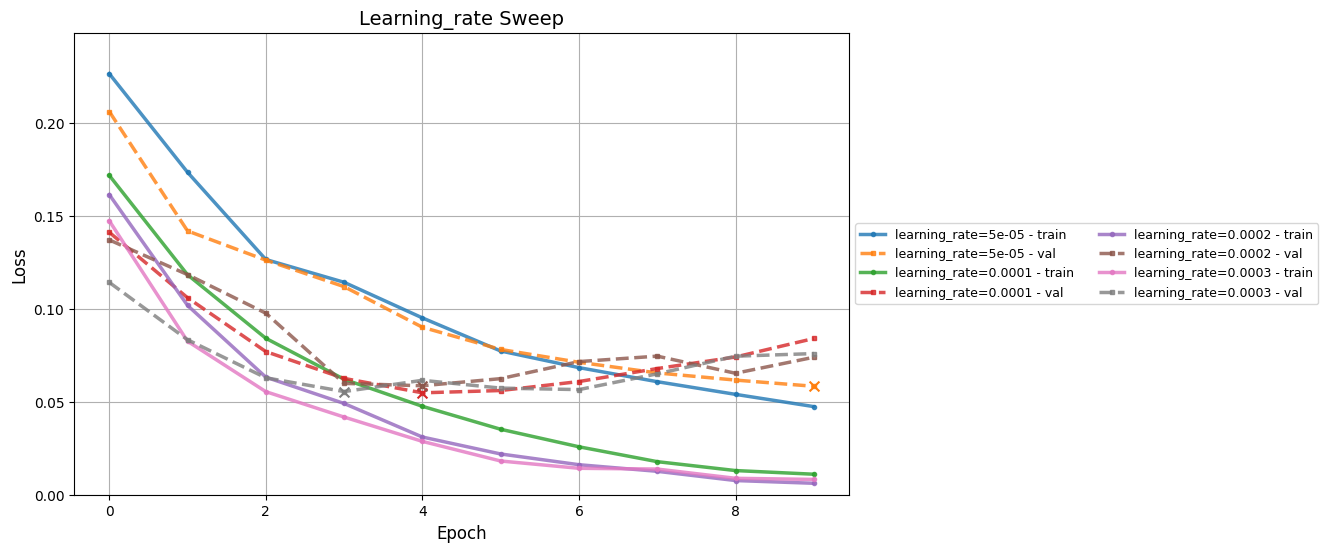 Learning_rate Sweep
Loss
0.20
0.15
0.10
0.05
0.00
0 2 4 6 8
Epoch
learning_rate=5e-05 - train
learning_rate=5e-05 - val
learning_rate=0.0001 - train
learning_rate=0.0001 - val
learning_rate=0.0002 - train
learning_rate=0.0002 - val
learning_rate=0.0003 - train
learning_rate=0.0003 - val